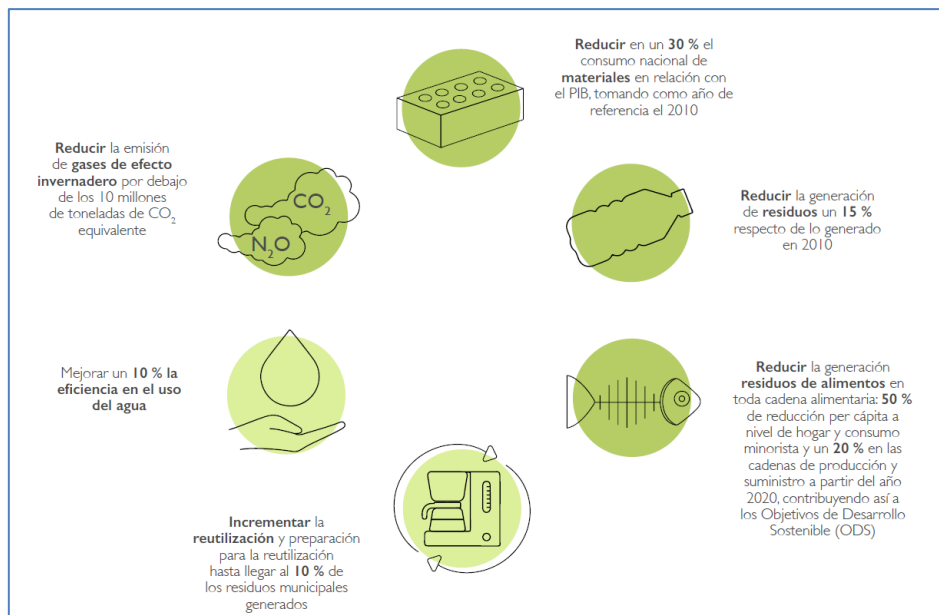 Reducir en un 30 % el
consumo nacional de
materiales en relación con
el PIB, tomando como año de
referencia el 2010
Reducir la emisión
de gases de efecto
invernadero por debajo
de los 10 millones
de toneladas de CO₂
equivalente
CO₂
N₂O
Reducir la generación
de residuos un 15 %
respecto de lo generado
en 2010
Mejorar un 10 % la
eficiencia en el uso
del agua
Reducir la generación
residuos de alimentos en
toda cadena alimentaria: 50 %
de reducción per cápita a
nivel de hogar y consumo
minorista y un 20 % en las
cadenas de producción y
suministro a partir del año
2020, contribuyendo así a
los Objetivos de Desarrollo
Sostenible (ODS)
Incrementar la
reutilización y preparación
para la reutilización
hasta llegar al 10 % de
los residuos municipales
generados